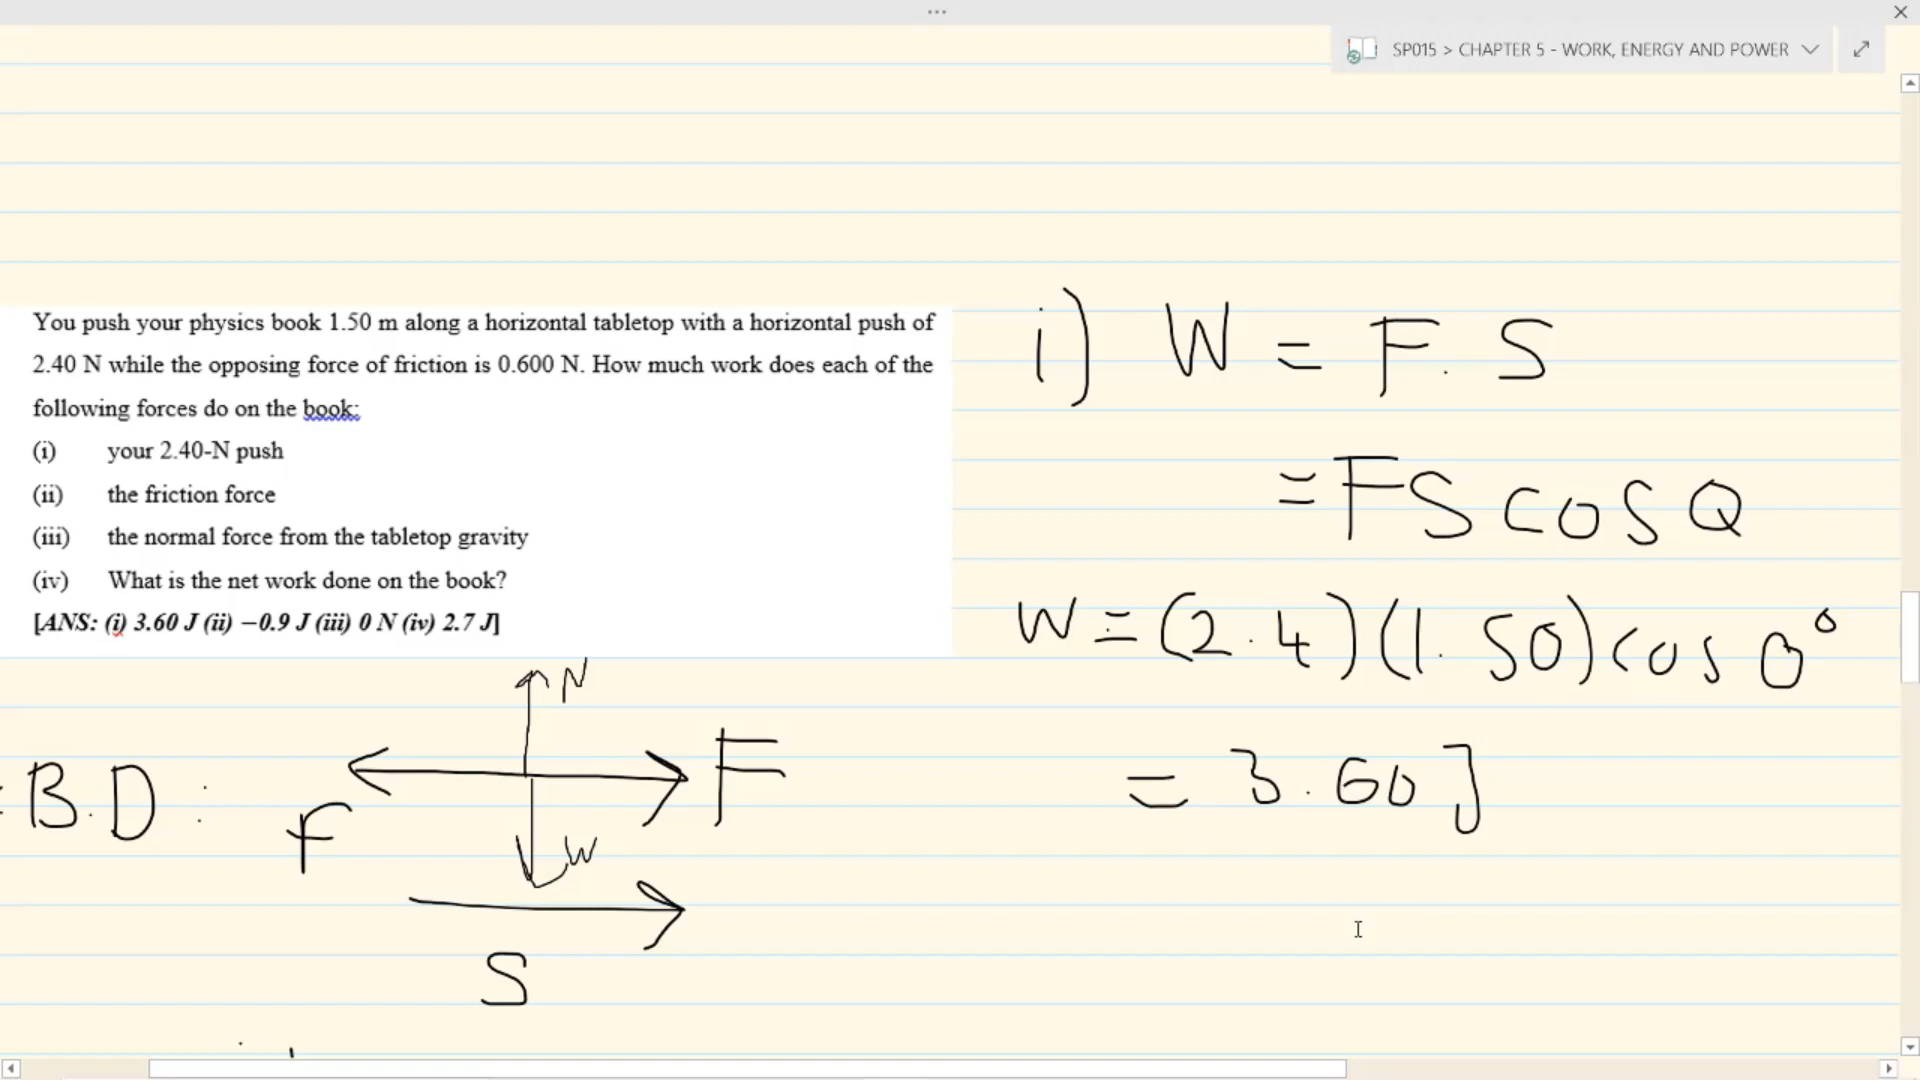 SP015 > CHAPTER 5 - WORK, ENERGY AND POWER
You push your physics book 1.50 m along a horizontal tabletop with a horizontal push of
2.40 N while the opposing force of friction is 0.600 N. How much work does each of the
following forces do on the book:
(i) your 2.40-N push
(ii) the friction force
(iii) the normal force from the tabletop gravity
(iv) What is the net work done on the book?
[ANS: (i) 3.60 J (ii) −0.9 J (iii) 0 N (iv) 2.7 J]
N
F
B.D :
f
W
S
i) W = F . S
= F S cos θ
W = (2.4)(1.50) cos 0°
= 3.60 J